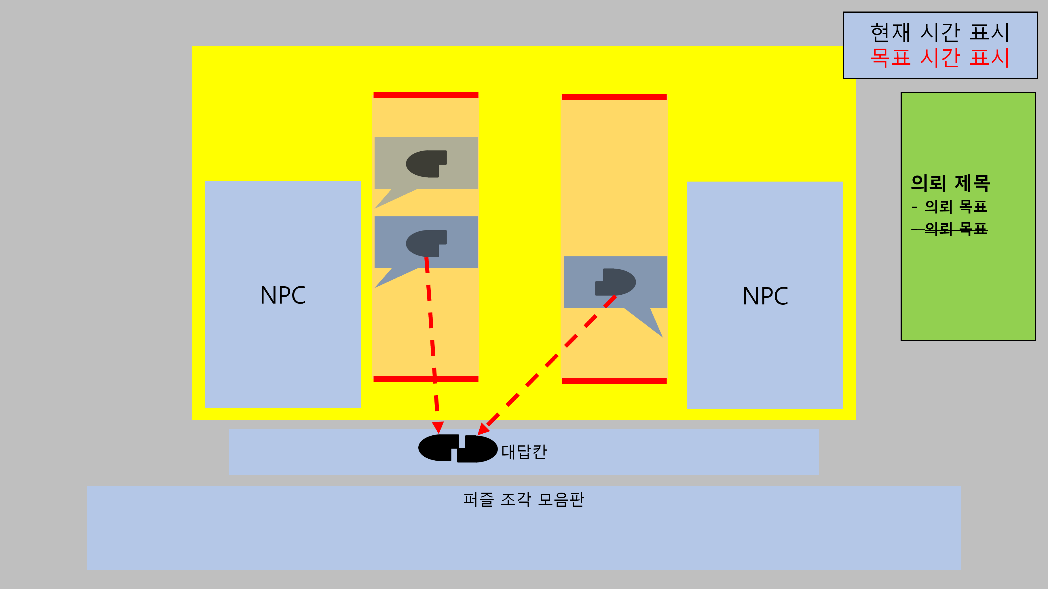 현재 시간 표시
목표 시간 표시
의뢰 제목
- 의뢰 목표
- 의뢰 목표
NPC
NPC
대답칸
퍼즐 조각 모음판